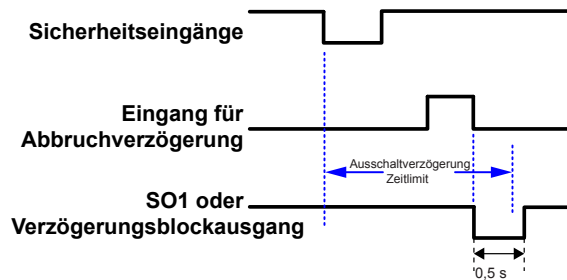 Sicherheitseingänge
Eingang für
Abbruchverzögerung
Ausschaltverzögerung
Zeitlimit
SO1 oder
Verzögerungsblockausgang
0,5 s